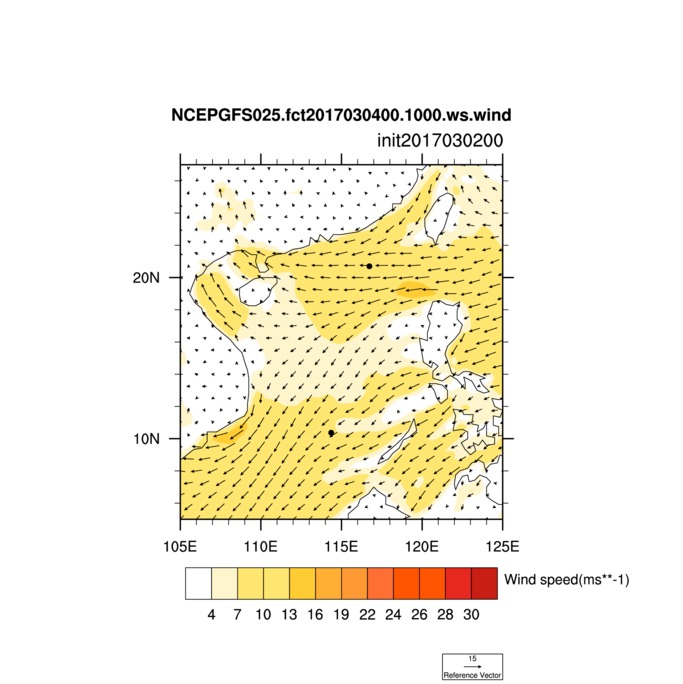 NCEPGFS025.fct2017030400.1000.ws.wind
init2017030200
20N
10N
105E 110E 115E 120E 125E
Wind speed(ms**-1)
4 7 10 13 16 19 22 24 26 28 30
15
Reference Vector